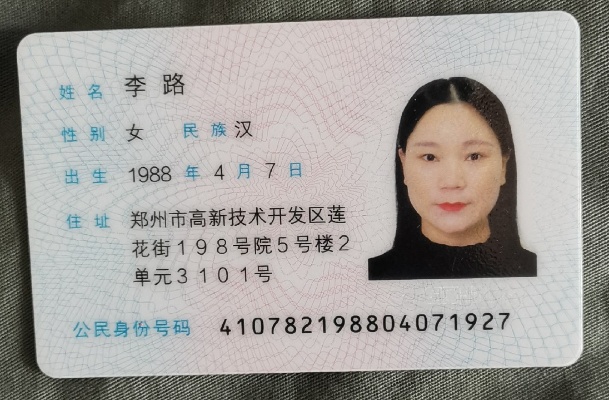 姓名 李路
性别 女 民族 汉
出生 1988 年 4 月 7 日
住址 郑州市高新技术开发区莲
花街198号院5号楼2
单元3101号
公民身份号码 410782198804071927